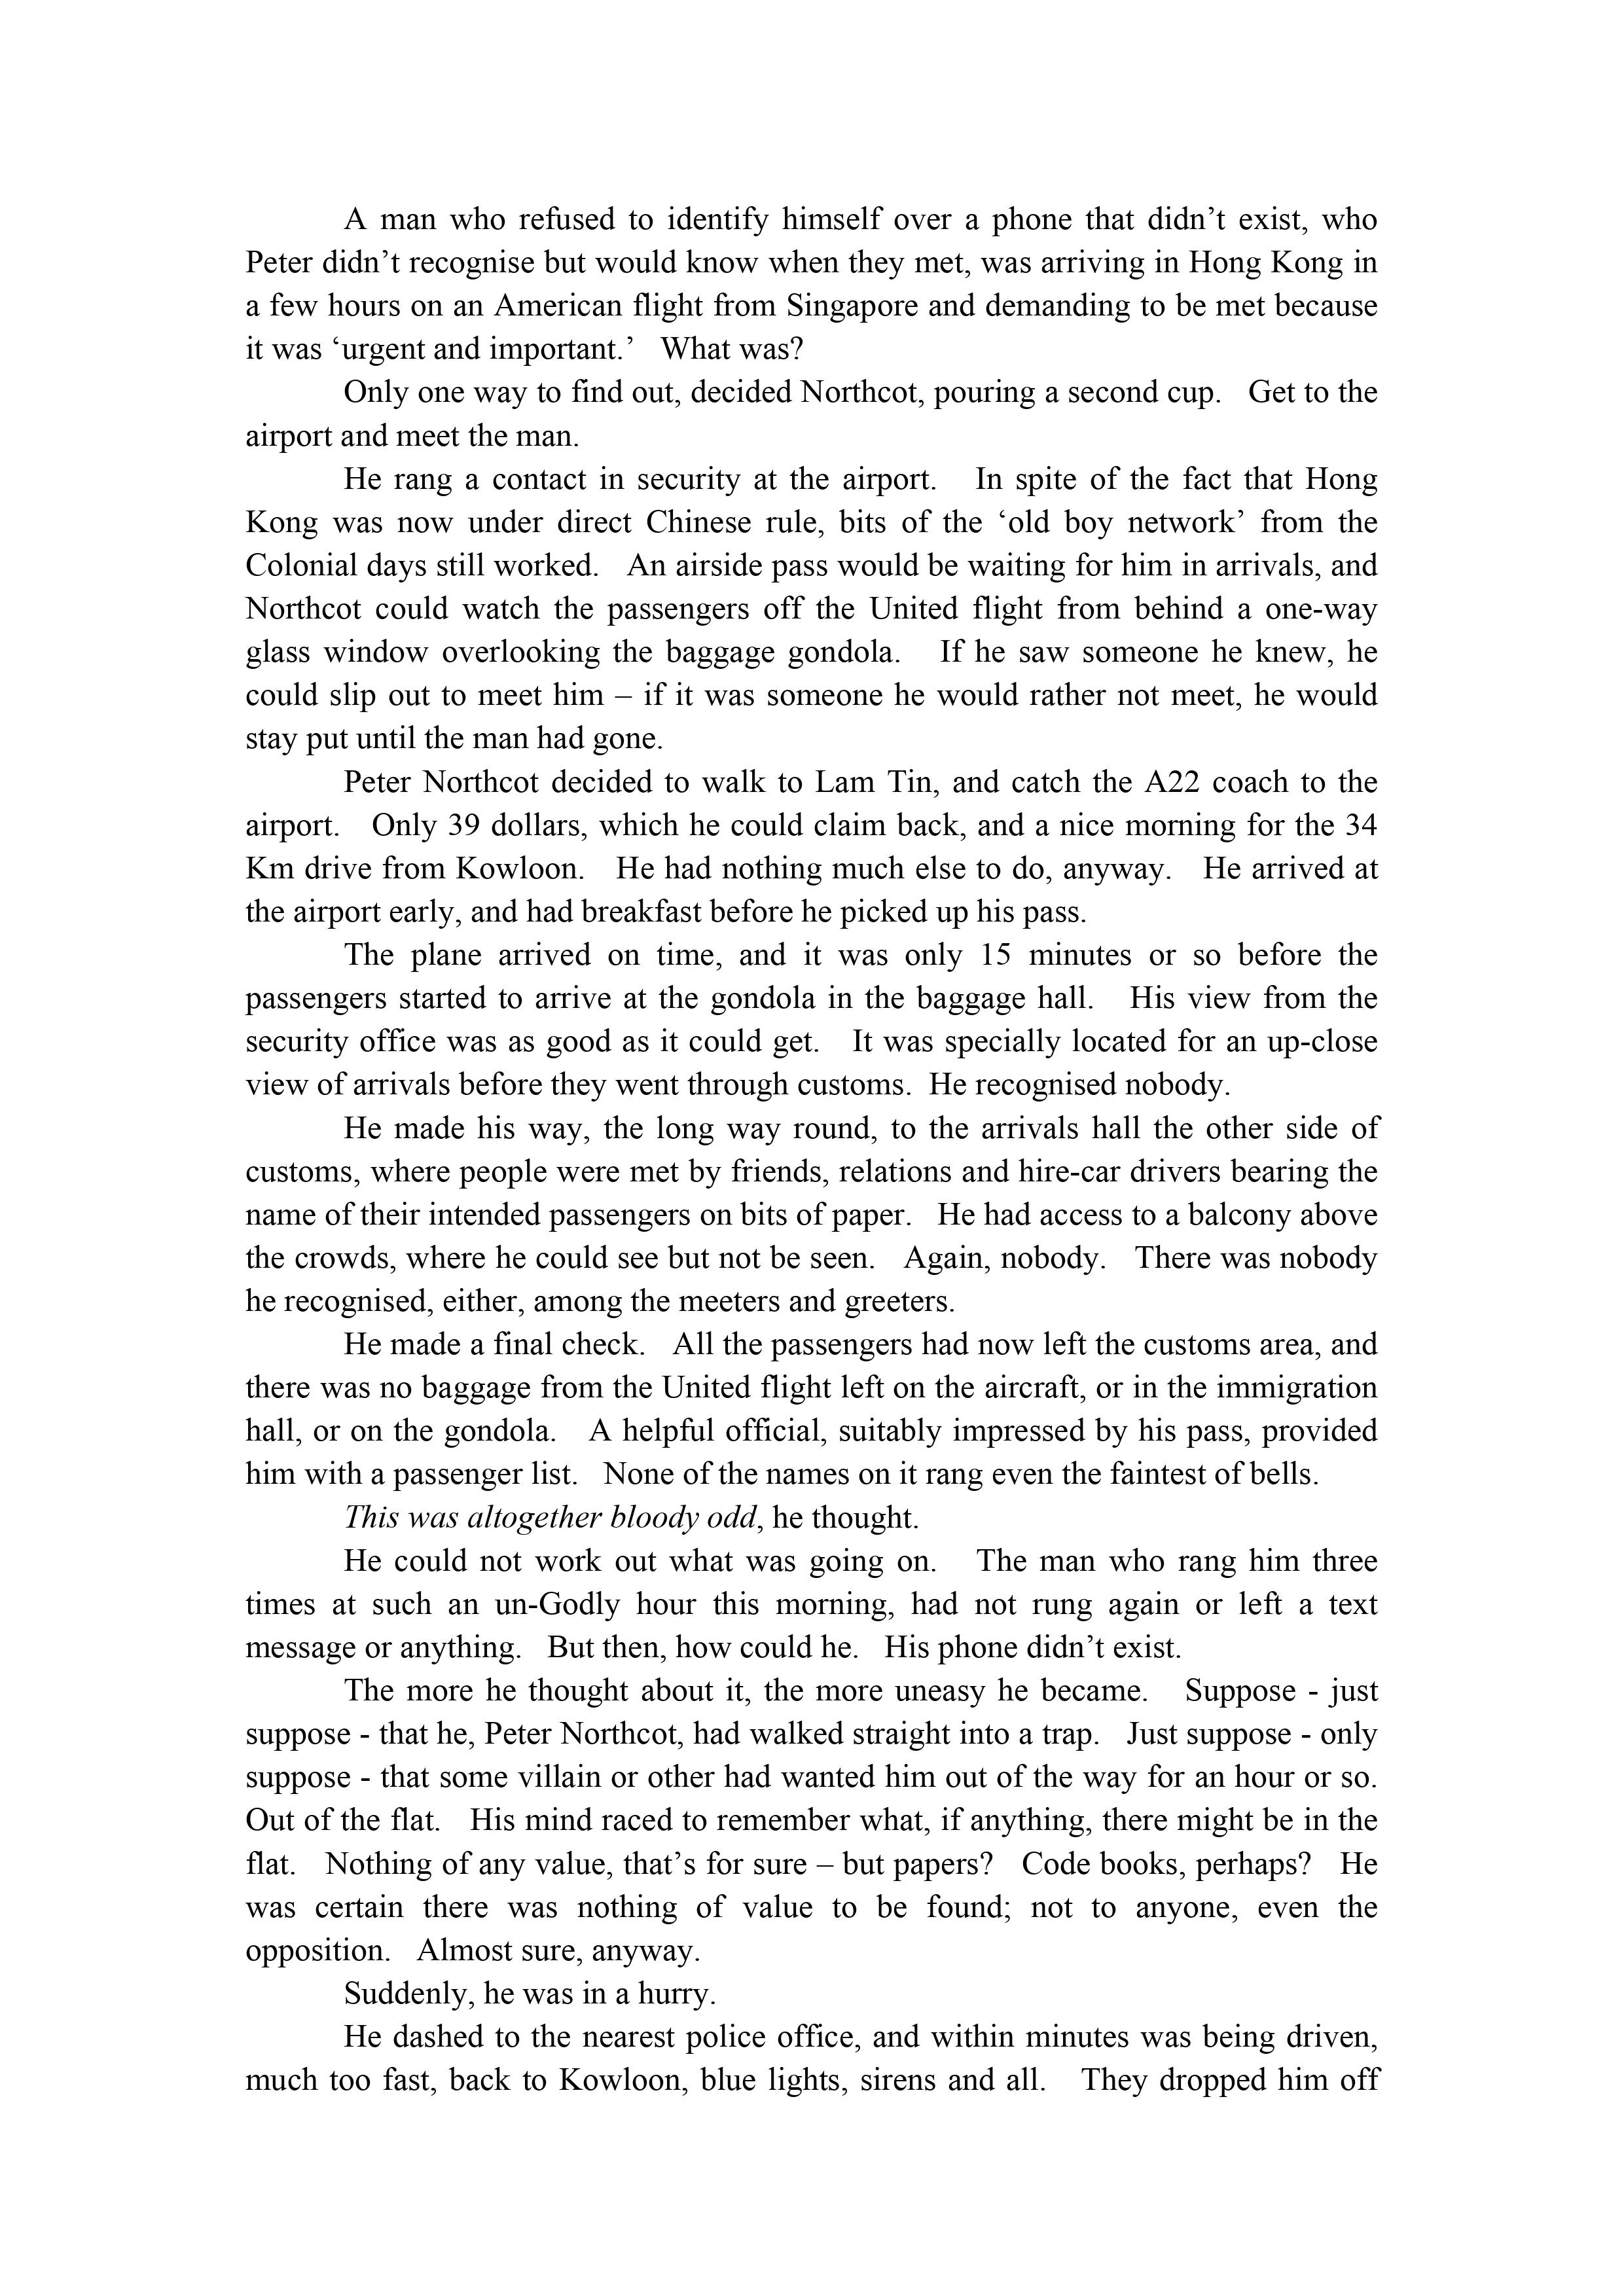 A man who refused to identify himself over a phone that didn’t exist, who
Peter didn’t recognise but would know when they met, was arriving in Hong Kong in
a few hours on an American flight from Singapore and demanding to be met because
it was ‘urgent and important.’   What was?
Only one way to find out, decided Northcot, pouring a second cup.   Get to the
airport and meet the man.
He rang a contact in security at the airport.   In spite of the fact that Hong
Kong was now under direct Chinese rule, bits of the ‘old boy network’ from the
Colonial days still worked.   An airside pass would be waiting for him in arrivals, and
Northcot could watch the passengers off the United flight from behind a one-way
glass window overlooking the baggage gondola.   If he saw someone he knew, he
could slip out to meet him – if it was someone he would rather not meet, he would
stay put until the man had gone.
Peter Northcot decided to walk to Lam Tin, and catch the A22 coach to the
airport.   Only 39 dollars, which he could claim back, and a nice morning for the 34
Km drive from Kowloon.   He had nothing much else to do, anyway.   He arrived at
the airport early, and had breakfast before he picked up his pass.
The plane arrived on time, and it was only 15 minutes or so before the
passengers started to arrive at the gondola in the baggage hall.   His view from the
security office was as good as it could get.   It was specially located for an up-close
view of arrivals before they went through customs.  He recognised nobody.
He made his way, the long way round, to the arrivals hall the other side of
customs, where people were met by friends, relations and hire-car drivers bearing the
name of their intended passengers on bits of paper.   He had access to a balcony above
the crowds, where he could see but not be seen.   Again, nobody.   There was nobody
he recognised, either, among the meeters and greeters.
He made a final check.   All the passengers had now left the customs area, and
there was no baggage from the United flight left on the aircraft, or in the immigration
hall, or on the gondola.   A helpful official, suitably impressed by his pass, provided
him with a passenger list.   None of the names on it rang even the faintest of bells.
This was altogether bloody odd, he thought.
He could not work out what was going on.   The man who rang him three
times at such an un-Godly hour this morning, had not rung again or left a text
message or anything.   But then, how could he.   His phone didn’t exist.
The more he thought about it, the more uneasy he became.   Suppose - just
suppose - that he, Peter Northcot, had walked straight into a trap.   Just suppose - only
suppose - that some villain or other had wanted him out of the way for an hour or so.
Out of the flat.   His mind raced to remember what, if anything, there might be in the
flat.   Nothing of any value, that’s for sure – but papers?   Code books, perhaps?   He
was certain there was nothing of value to be found; not to anyone, even the
opposition.   Almost sure, anyway.
Suddenly, he was in a hurry.
He dashed to the nearest police office, and within minutes was being driven,
much too fast, back to Kowloon, blue lights, sirens and all.   They dropped him off